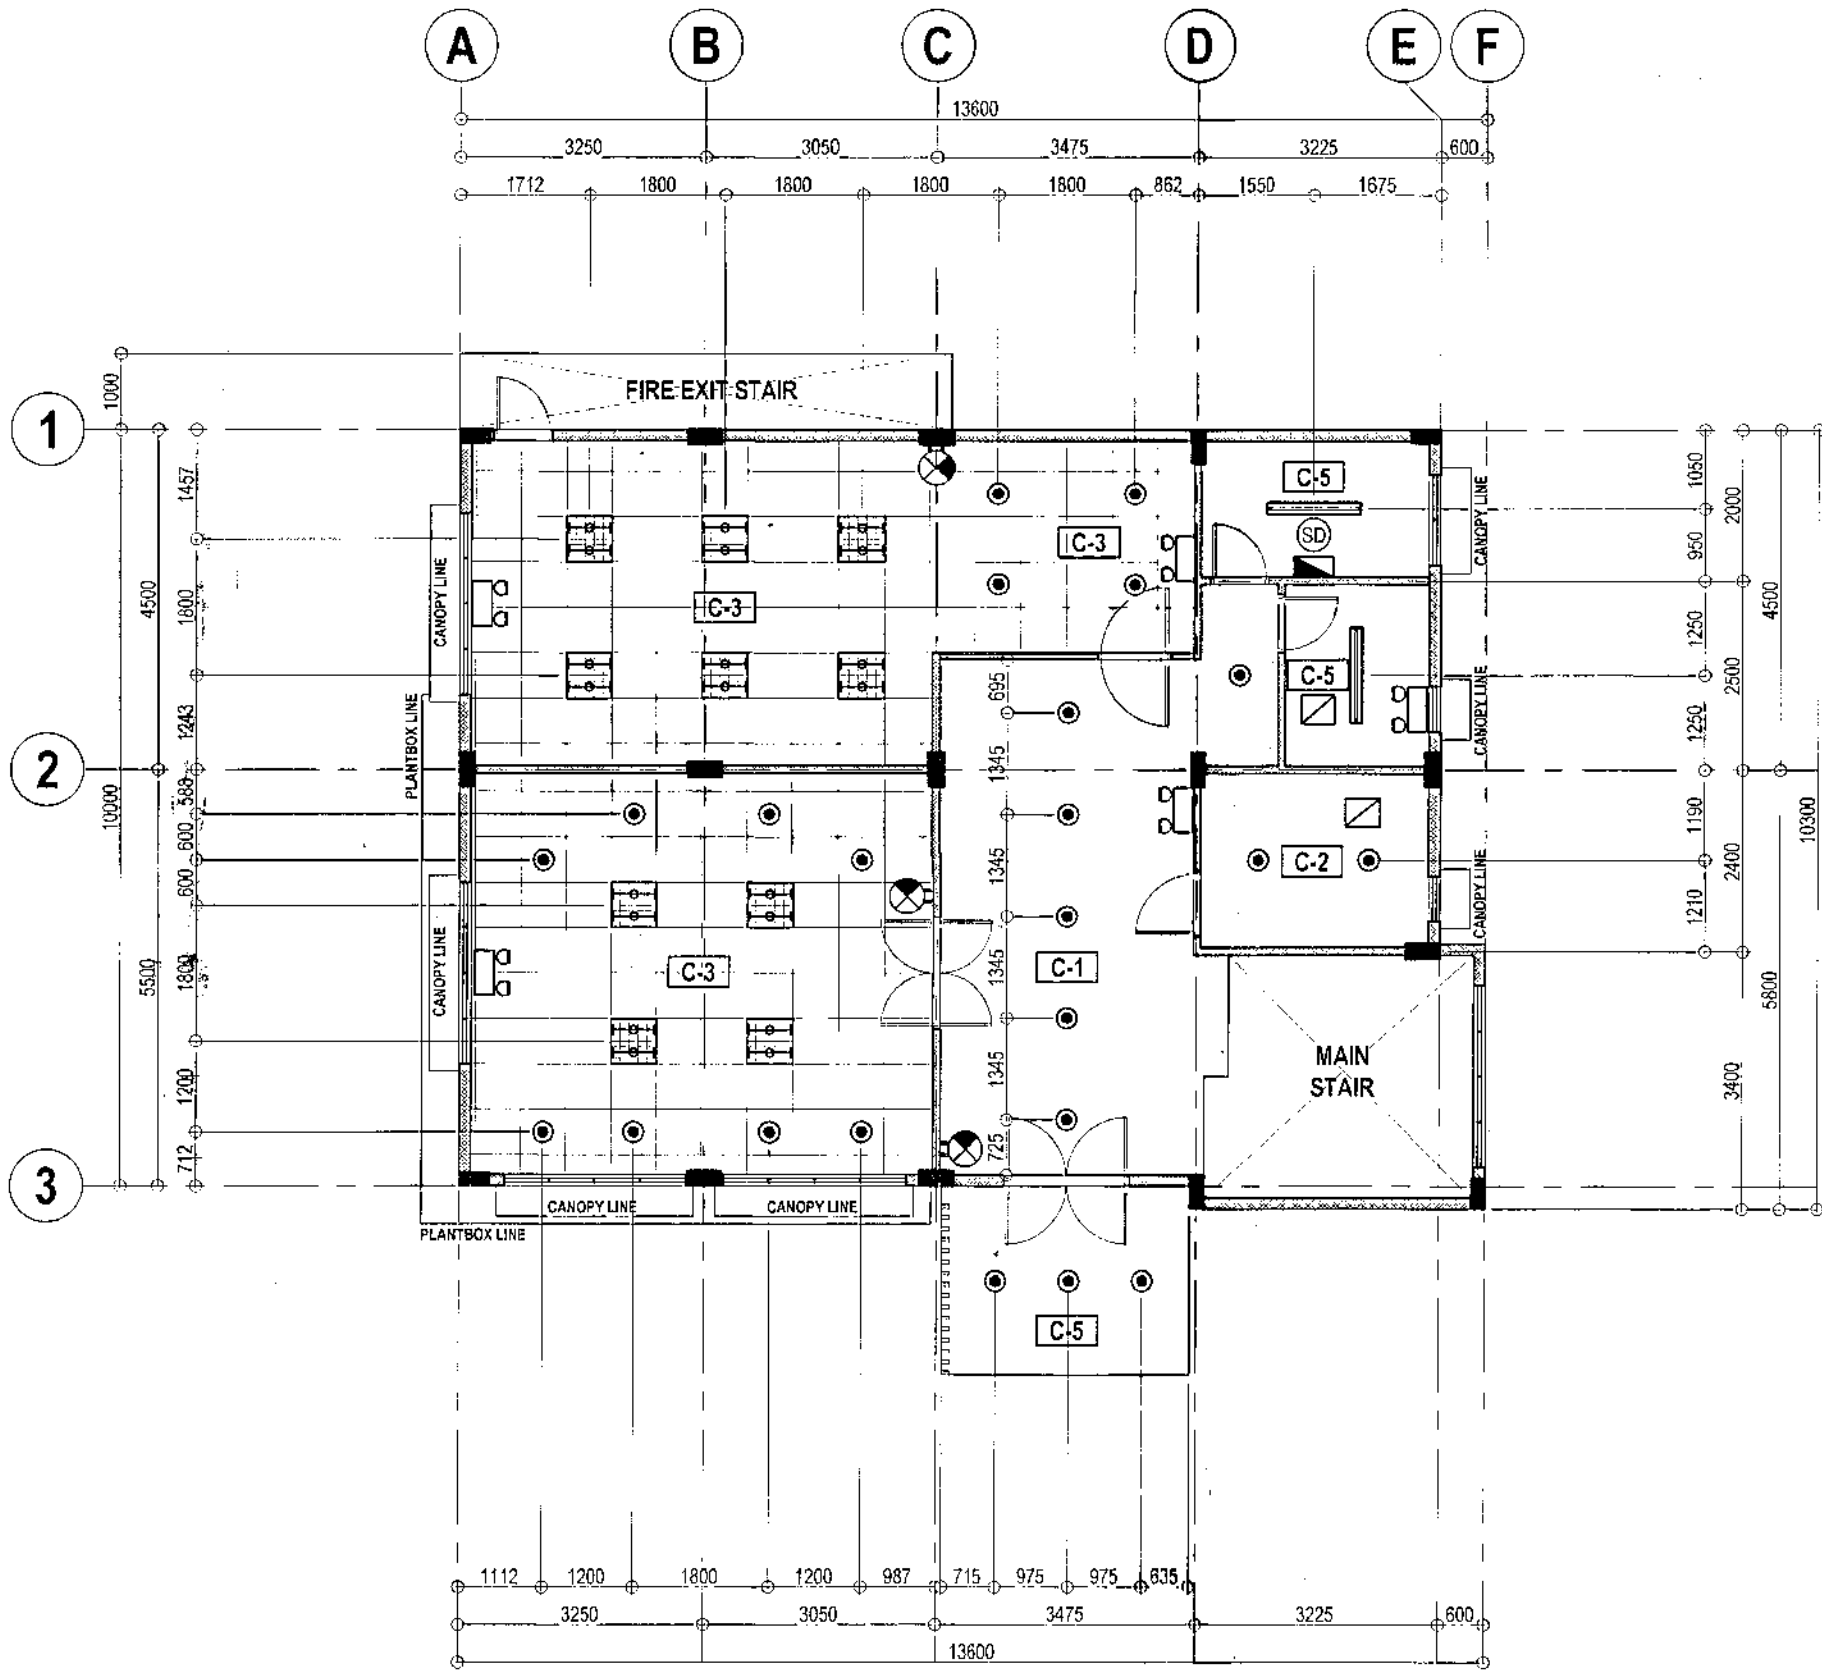 A B C D E F
13600
3250 3050 3475 3225 600
1712 1800 1800 1800 1800 862 1550 1675
1000
FIRE EXIT STAIR
1
1457
1050
2000
C-5
CANOPY LINE
C-3
SD
950
4500
CANOPY LINE
1800
C-3
4500
1250
C-5
2500
CANOPY LINE
695
1243
PLANTBOX LINE
1250
2
1345
588
10000
600
1190
10300
1345
C-2
2400
600
CANOPY LINE
1210
CANOPY LINE
C-3
1345
C-1
5500
1800
5800
MAIN
STAIR
1345
1200
3400
725
712
3
CANOPY LINE CANOPY LINE
PLANTBOX LINE
C-5
1112 1200 1800 1200 987 715 975 975 635
3250 3050 3475 3225 600
13600